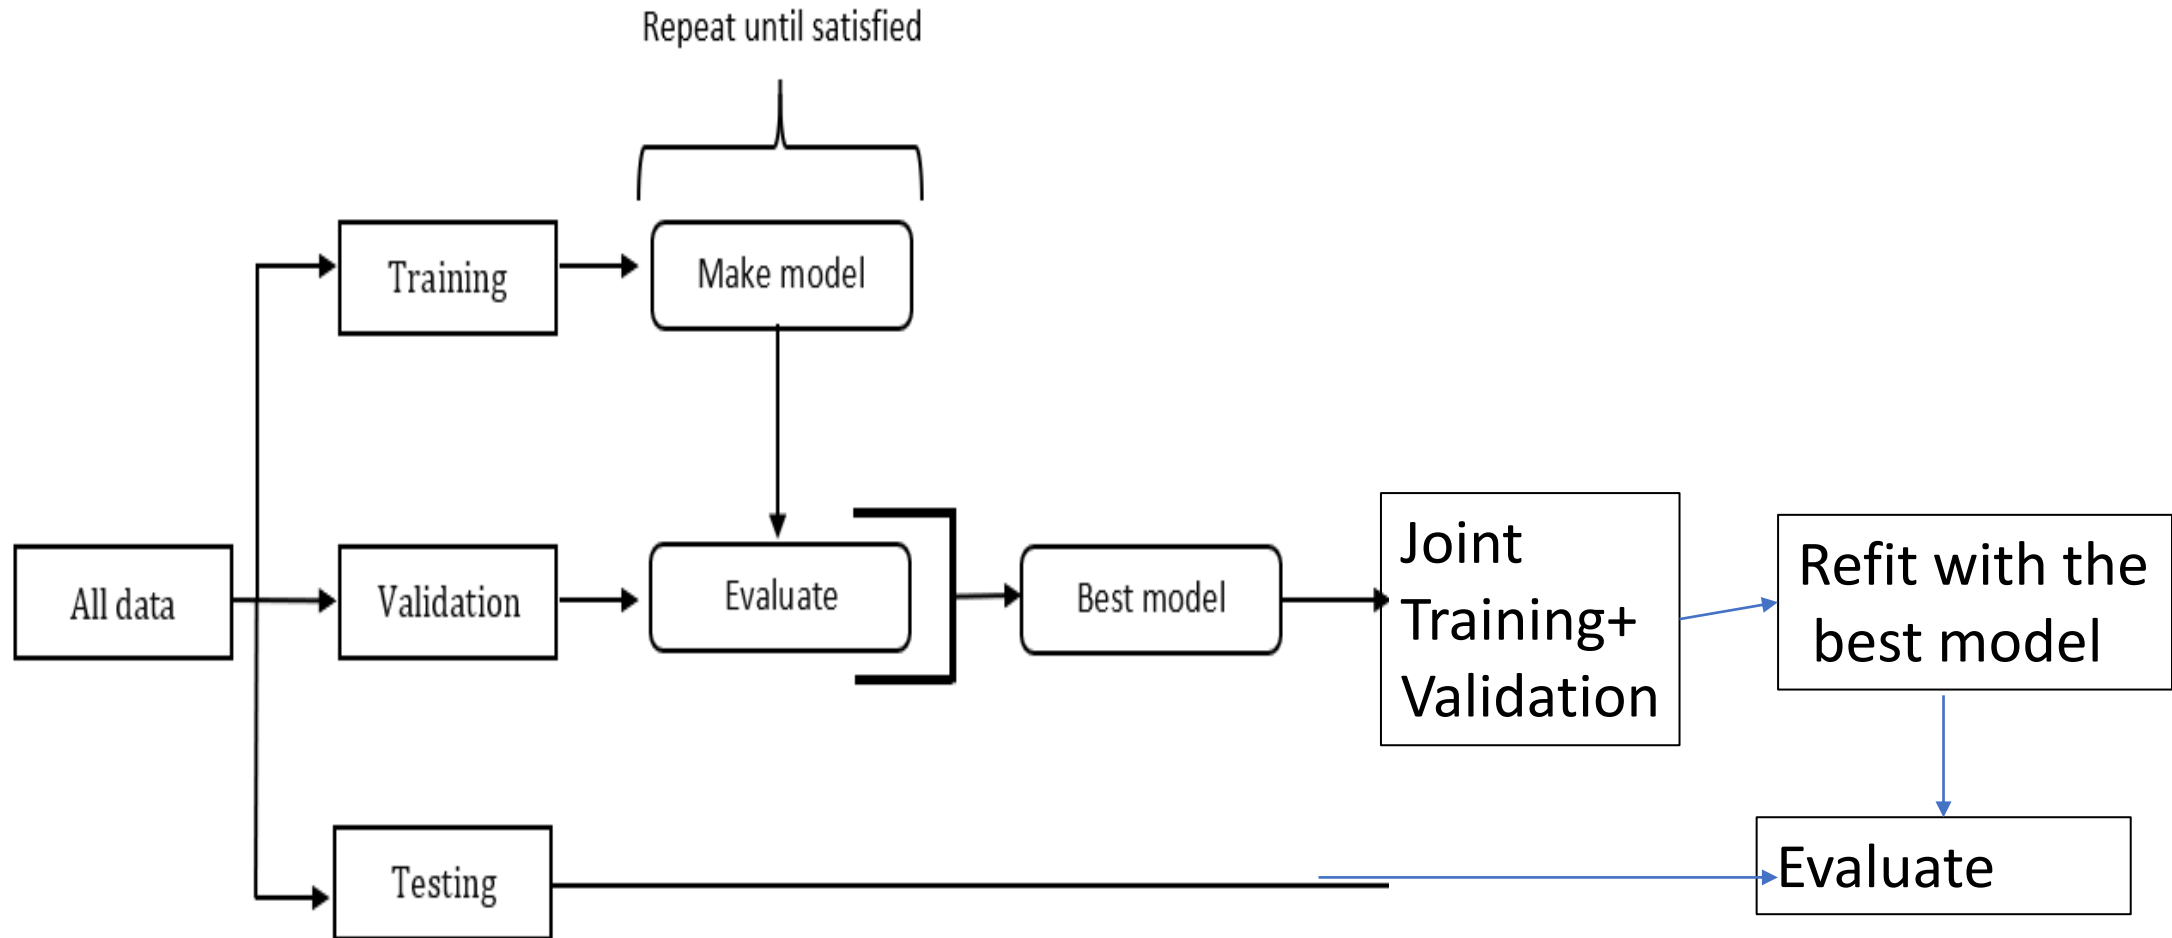 Repeat until satisfied
Training
Make model
All data
Validation
Evaluate
Best model
Joint
Training+
Validation
Refit with the
best model
Testing
Evaluate